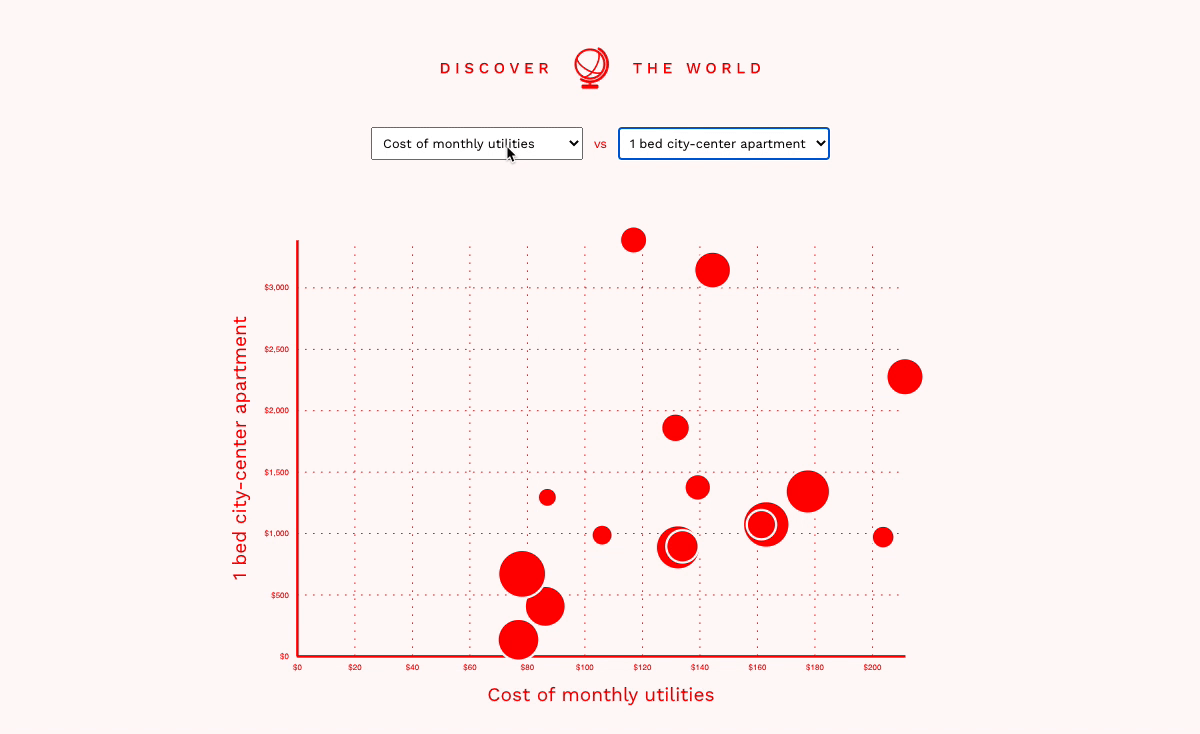 DISCOVER THE WORLD
Cost of monthly utilities vs 1 bed city-center apartment
1 bed city-center apartment
$3,000
$2,500
$2,000
$1,500
$1,000
$500
$0
$0 $20 $40 $60 $80 $100 $120 $140 $160 $180 $200
Cost of monthly utilities